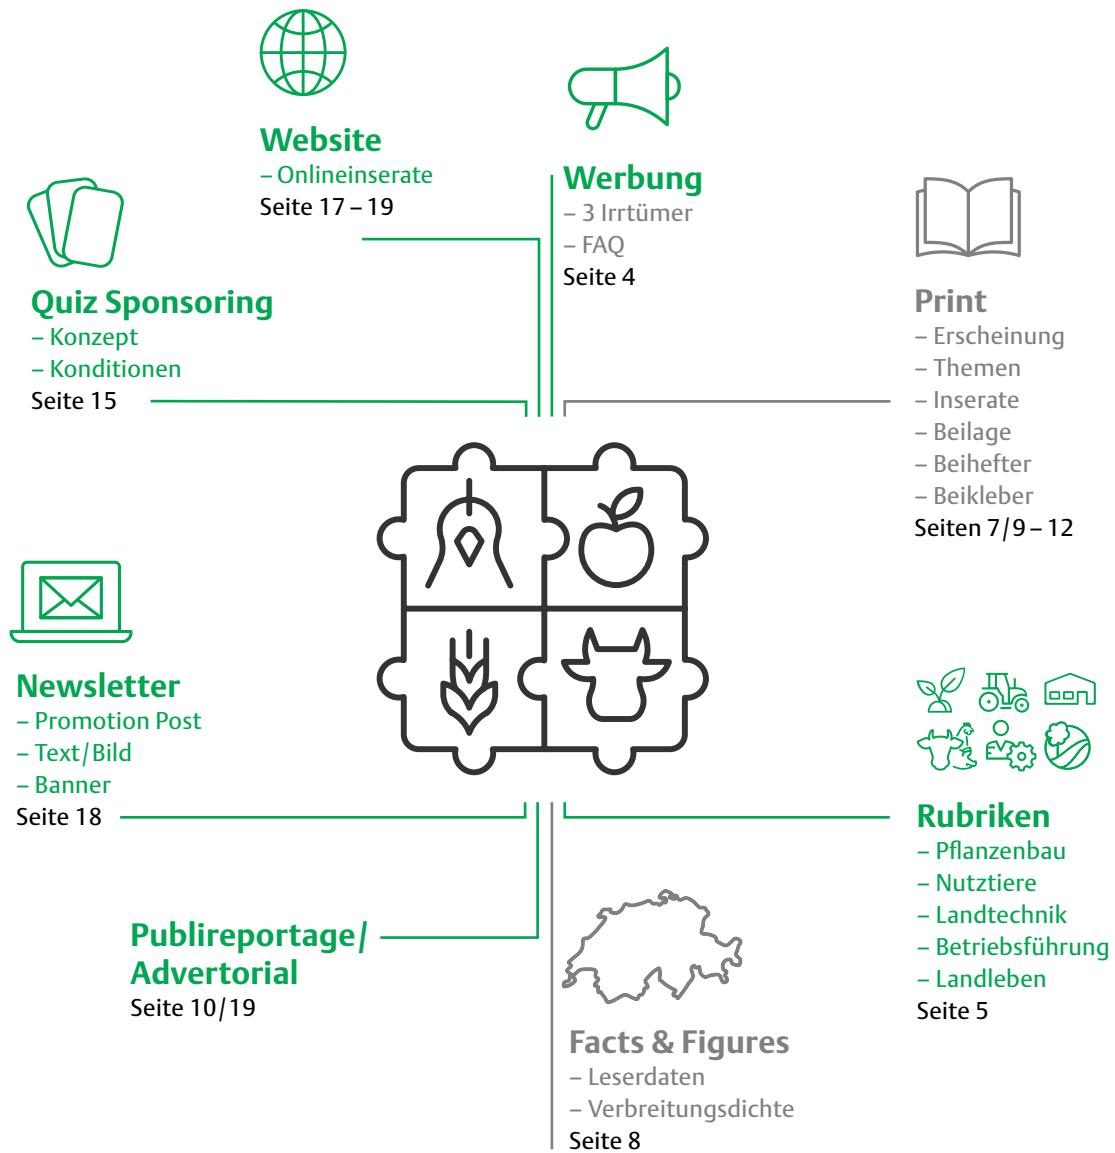 Website
– Onlineinserate
Seite 17 – 19
Werbung
– 3 Irrtümer
– FAQ
Seite 4
Quiz Sponsoring
– Konzept
– Konditionen
Seite 15
Print
– Erscheinung
– Themen
– Inserate
– Beilage
– Beihefter
– Beikleber
Seiten 7/9 – 12
Newsletter
– Promotion Post
– Text/Bild
– Banner
Seite 18
Rubriken
– Pflanzenbau
– Nutztiere
– Landtechnik
– Betriebsführung
– Landleben
Seite 5
Publireportage/
Advertorial
Seite 10/19
Facts & Figures
– Leserdaten
– Verbreitungsdichte
Seite 8